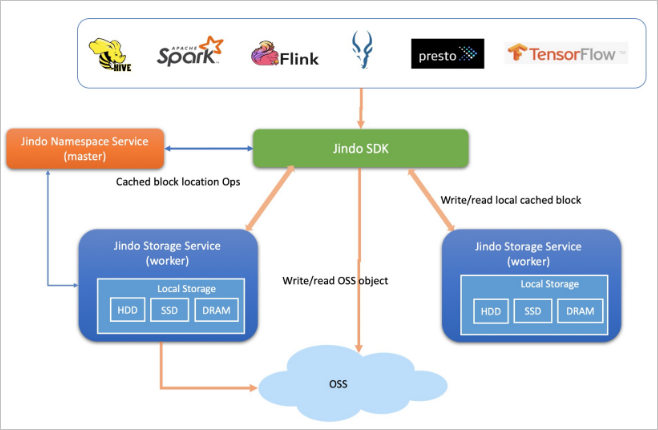 HIVE
APACHE
Spark
Flink
presto
TensorFlow
Jindo Namespace Service
(master)
Jindo SDK
Cached block location Ops
Write/read local cached block
Jindo Storage Service
(worker)
Local Storage
HDD
SSD
DRAM
Jindo Storage Service
(worker)
Local Storage
HDD
SSD
DRAM
Write/read OSS object
OSS